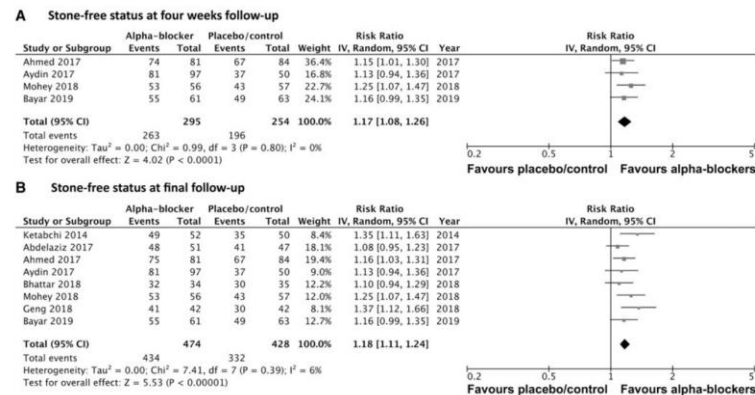 A Stone-free status at four weeks follow-up
Alpha-blocker Placebo/control Risk Ratio Risk Ratio
Study or Subgroup Events Total Events Total Weight IV, Random, 95% CI Year IV, Random, 95% CI
Ahmed 2017 74 81 67 84 36.4% 1.15 [1.01, 1.30] 2017
Aydin 2017 81 97 37 50 16.8% 1.13 [0.94, 1.36] 2017
Mohey 2018 53 56 43 57 22.7% 1.25 [1.07, 1.47] 2018
Bayar 2019 55 61 49 63 24.1% 1.16 [0.99, 1.35] 2019
Total (95% CI) 295 254 100.0% 1.17 [1.08, 1.26]
Total events 263 196
Heterogeneity: Tau² = 0.00; Chi² = 0.99, df = 3 (P = 0.80); I² = 0%
Test for overall effect: Z = 4.02 (P < 0.0001)
0.2 1 5
Favours placebo/control Favours alpha-blockers
B Stone-free status at final follow-up
Alpha-blocker Placebo/control Risk Ratio Risk Ratio
Study or Subgroup Events Total Events Total Weight IV, Random, 95% CI Year IV, Random, 95% CI
Ketabchi 2014 49 52 35 50 8.4% 1.35 [1.11, 1.63] 2014
Abdelaziz 2017 48 51 41 47 18.1% 1.08 [0.95, 1.23] 2017
Ahmed 2017 75 81 67 84 19.4% 1.16 [1.03, 1.31] 2017
Aydin 2017 81 97 37 50 9.0% 1.13 [0.94, 1.36] 2017
Bhattar 2018 32 34 30 35 12.2% 1.10 [0.94, 1.29] 2018
Mohey 2018 53 56 43 57 12.0% 1.25 [1.07, 1.47] 2018
Geng 2018 41 42 30 42 8.2% 1.37 [1.12, 1.66] 2018
Bayar 2019 55 61 49 63 12.7% 1.16 [0.99, 1.35] 2019
Total (95% CI) 474 428 100.0% 1.18 [1.11, 1.24]
Total events 434 332
Heterogeneity: Tau² = 0.00; Chi² = 7.41, df = 7 (P = 0.39); I² = 6%
Test for overall effect: Z = 5.53 (P < 0.00001)
0.2 1 5
Favours placebo/control Favours alpha-blockers